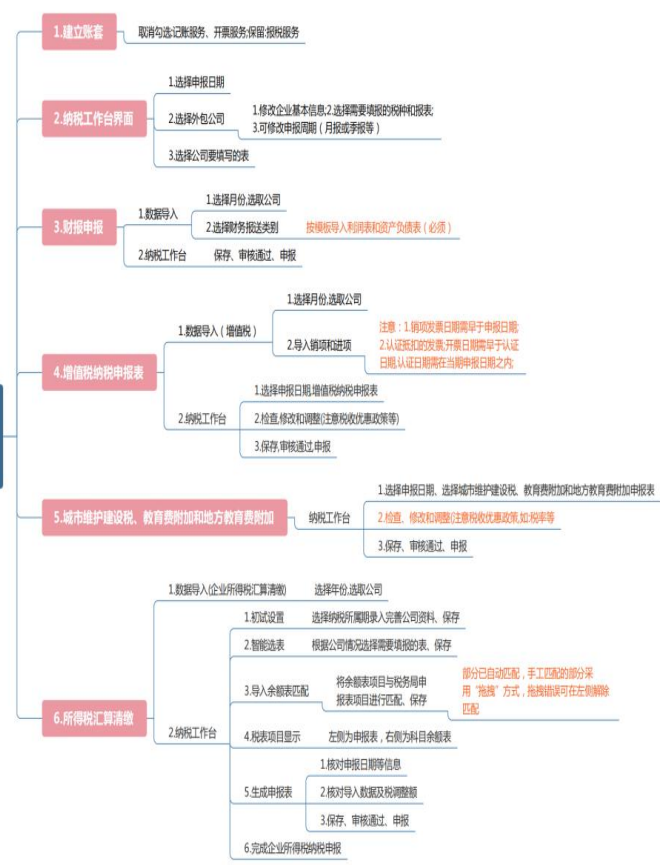 1.建立账套
取消勾选:记账服务、开票服务;保留:报税服务
2.纳税工作台界面
1.选择申报日期
2.选择外包公司
1.修改企业基本信息;2.选择需要填报的税种和报表;
3.可修改申报周期（月报或季报等）
3.选择公司要填写的表
3.财报申报
1.数据导入
1.选择月份,选取公司
2.选择财务报送类别
按模板导入利润表和资产负债表（必须）
2.纳税工作台
保存、审核通过、申报
4.增值税纳税申报表
1.数据导入（增值税）
1.选择月份,选取公司
2.导入销项和进项
注意：1.销项发票日期需早于申报日期;
2.认证抵扣的发票:开票日期需早于认证
日期,认证日期需在当期申报日期之内;
2.纳税工作台
1.选择申报日期,增值税纳税申报表
2.检查,修改和调整(注意税收优惠政策等)
3.保存,审核通过,申报
5.城市维护建设税、教育费附加和地方教育费附加
纳税工作台
1.选择申报日期、选择城市维护建设税、教育费附加和地方教育费附加申报表
2.检查、修改和调整(注意税收优惠政策,如:税率等
3.保存、审核通过、申报
6.所得税汇算清缴
1.数据导入(企业所得税汇算清缴)
选择年份,选取公司
2.纳税工作台
1.初试设置
选择纳税所属期录入完善公司资料、保存
2.智能选表
根据公司情况选择需要填报的表、保存
3.导入余额表匹配
将余额表项目与税务局申
报表项目进行匹配、保存
部分已自动匹配，手工匹配的部分采
用“拖拽”方式，拖拽错误可在左侧解除
匹配
4.税表项目显示
左侧为申报表，右侧为科目余额表
5.生成申报表
1.核对申报日期等信息
2.核对导入数据及税调整额
3.保存、审核通过、申报
6.完成企业所得税纳税申报